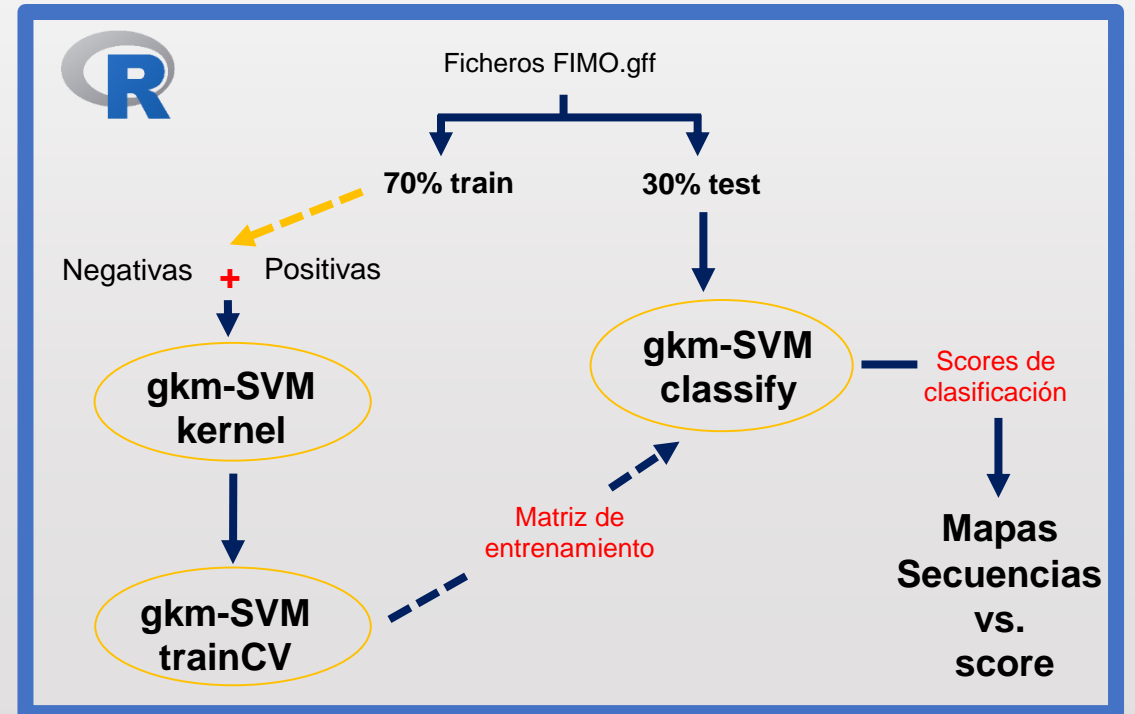 R
Ficheros FIMO.gff
70% train
30% test
Negativas + Positivas
gkm-SVM
kernel
gkm-SVM
classify
Scores de
clasificación
Matriz de
entrenamiento
gkm-SVM
trainCV
Mapas
Secuencias
vs.
score